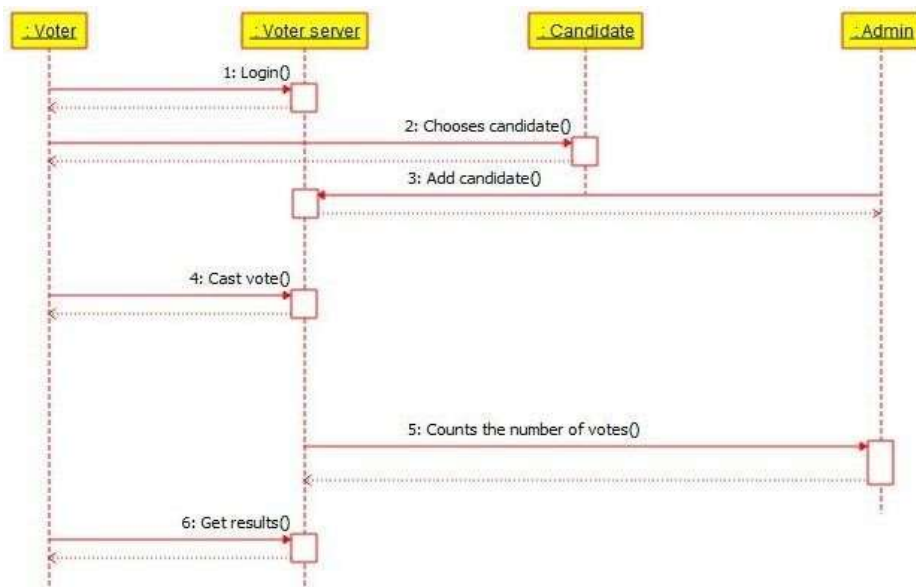 : Voter
: Voter server
: Candidate
: Admin
1: Login()
2: Chooses candidate()
3: Add candidate()
4: Cast vote()
5: Counts the number of votes()
6: Get results()